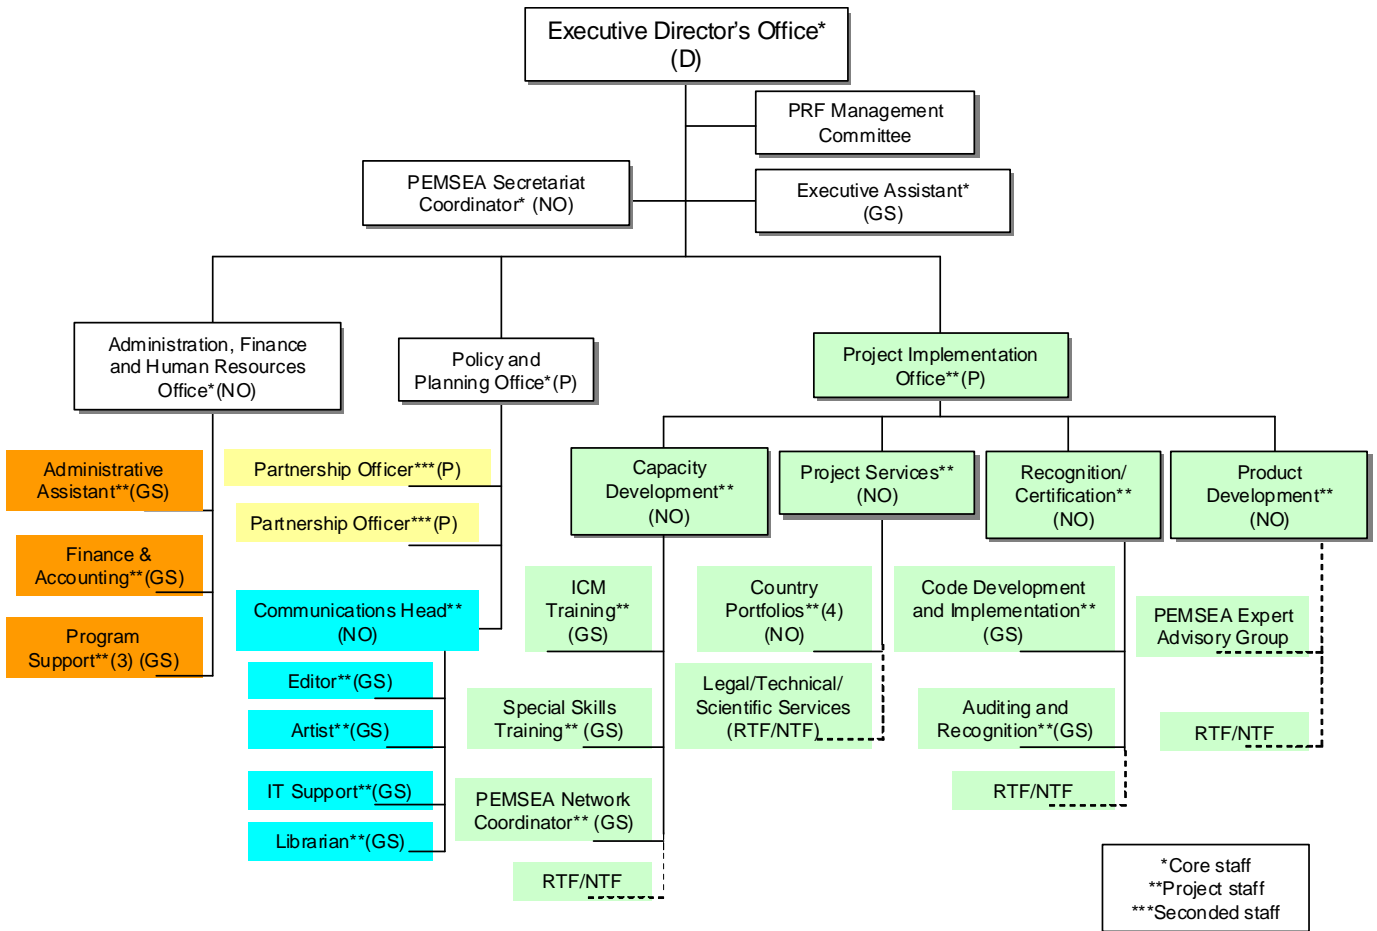 Executive Director's Office*
(D)
PRF Management
Committee
PEMSEA Secretariat
Coordinator* (NO)
Executive Assistant*
(GS)
Administration, Finance
and Human Resources
Office*(NO)
Policy and
Planning Office*(P)
Project Implementation
Office**(P)
Administrative
Assistant**(GS)
Finance &
Accounting**(GS)
Program
Support**(3) (GS)
Partnership Officer***(P)
Partnership Officer***(P)
Communications Head**
(NO)
Editor**(GS)
Artist**(GS)
IT Support**(GS)
Librarian**(GS)
Capacity
Development**
(NO)
Project Services**
(NO)
Recognition/
Certification**
(NO)
Product
Development**
(NO)
ICM
Training**
(GS)
Special Skills
Training** (GS)
PEMSEA Network
Coordinator** (GS)
RTF/NTF
Country
Portfolios**(4)
(NO)
Legal/Technical/
Scientific Services
(RTF/NTF)
Code Development
and Implementation**
(GS)
Auditing and
Recognition**(GS)
RTF/NTF
PEMSEA Expert
Advisory Group
RTF/NTF
*Core staff
**Project staff
***Seconded staff